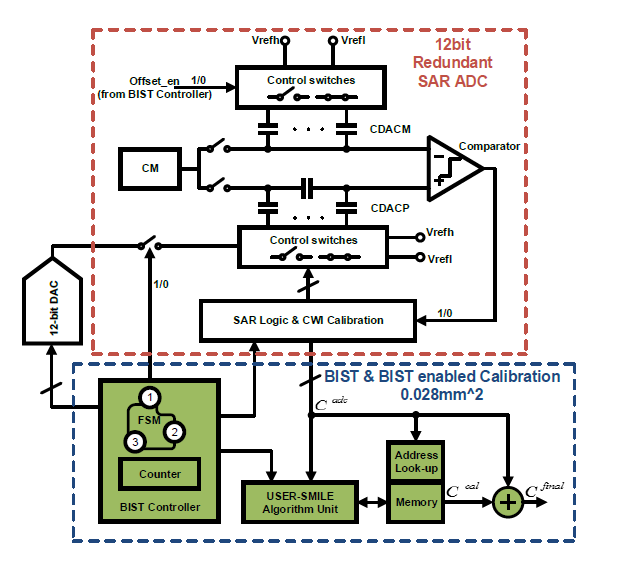 Vrefh
Vrefl
12bit
Redundant
SAR ADC
Offset_en 1/0
(from BIST Controller)
Control switches
CDACM
Comparator
CM
CDACP
Control switches
Vrefh
Vrefl
12-bit DAC
1/0
SAR Logic & CWI Calibration
1/0
BIST & BIST enabled Calibration
0.028mm^2
C adc
1
FSM
2
3
Counter
BIST Controller
USER-SMILE
Algorithm Unit
Address
Look-up
Memory
C cal
+
C final